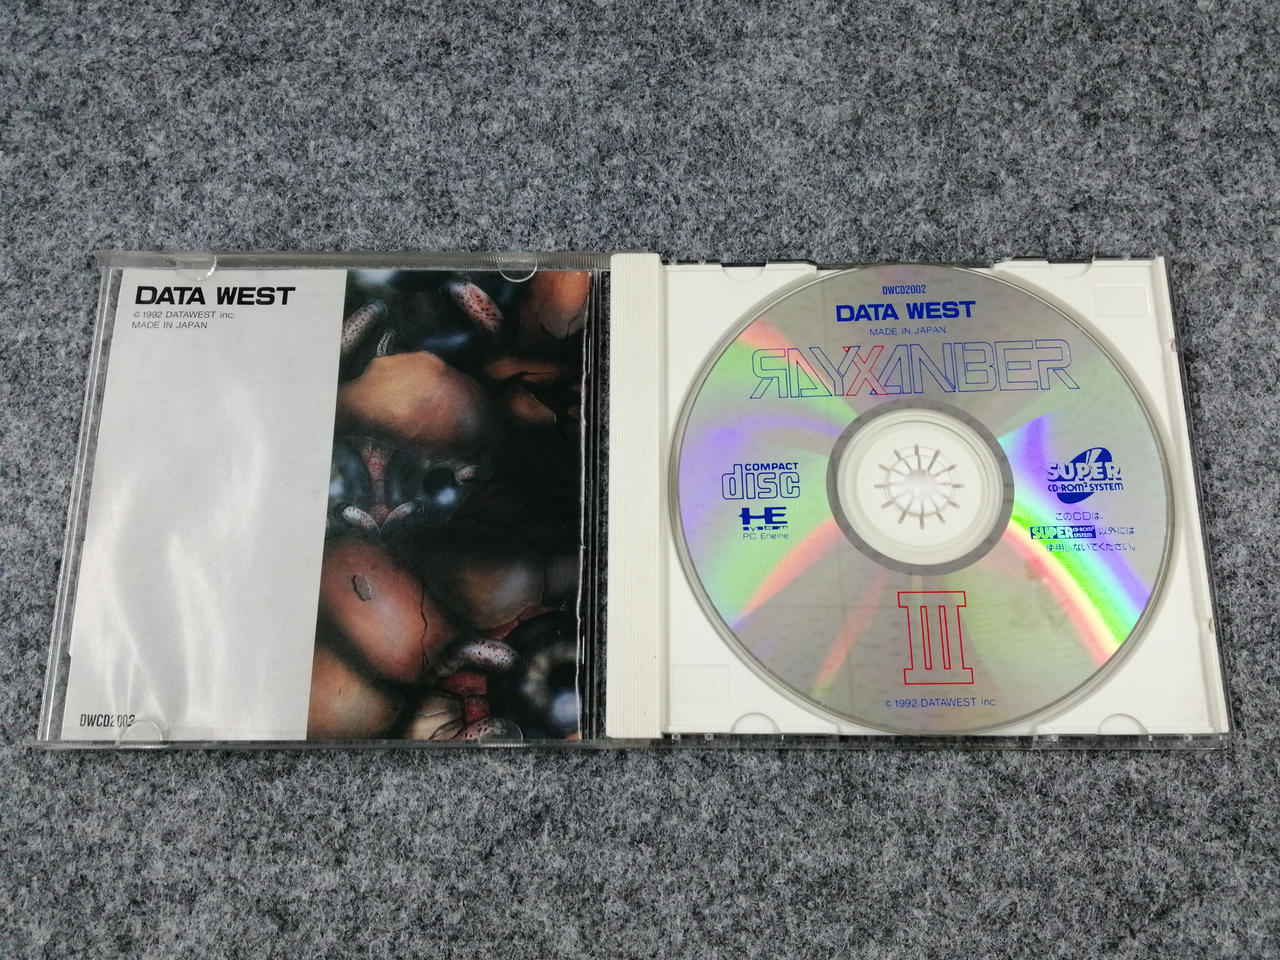 DATA WEST
© 1992 DATAWEST inc.
MADE IN JAPAN.
DWCD2002
DWCD2002
DATA WEST
MADE IN JAPAN
RAYXANBER
COMPACT
disc
HE
system
PC Engine
SUPER
CD-ROM² SYSTEM
このCDは、
SUPER CD-ROM² SYSTEM 以外には
使用しないでください。
III
© 1992 DATAWEST inc.